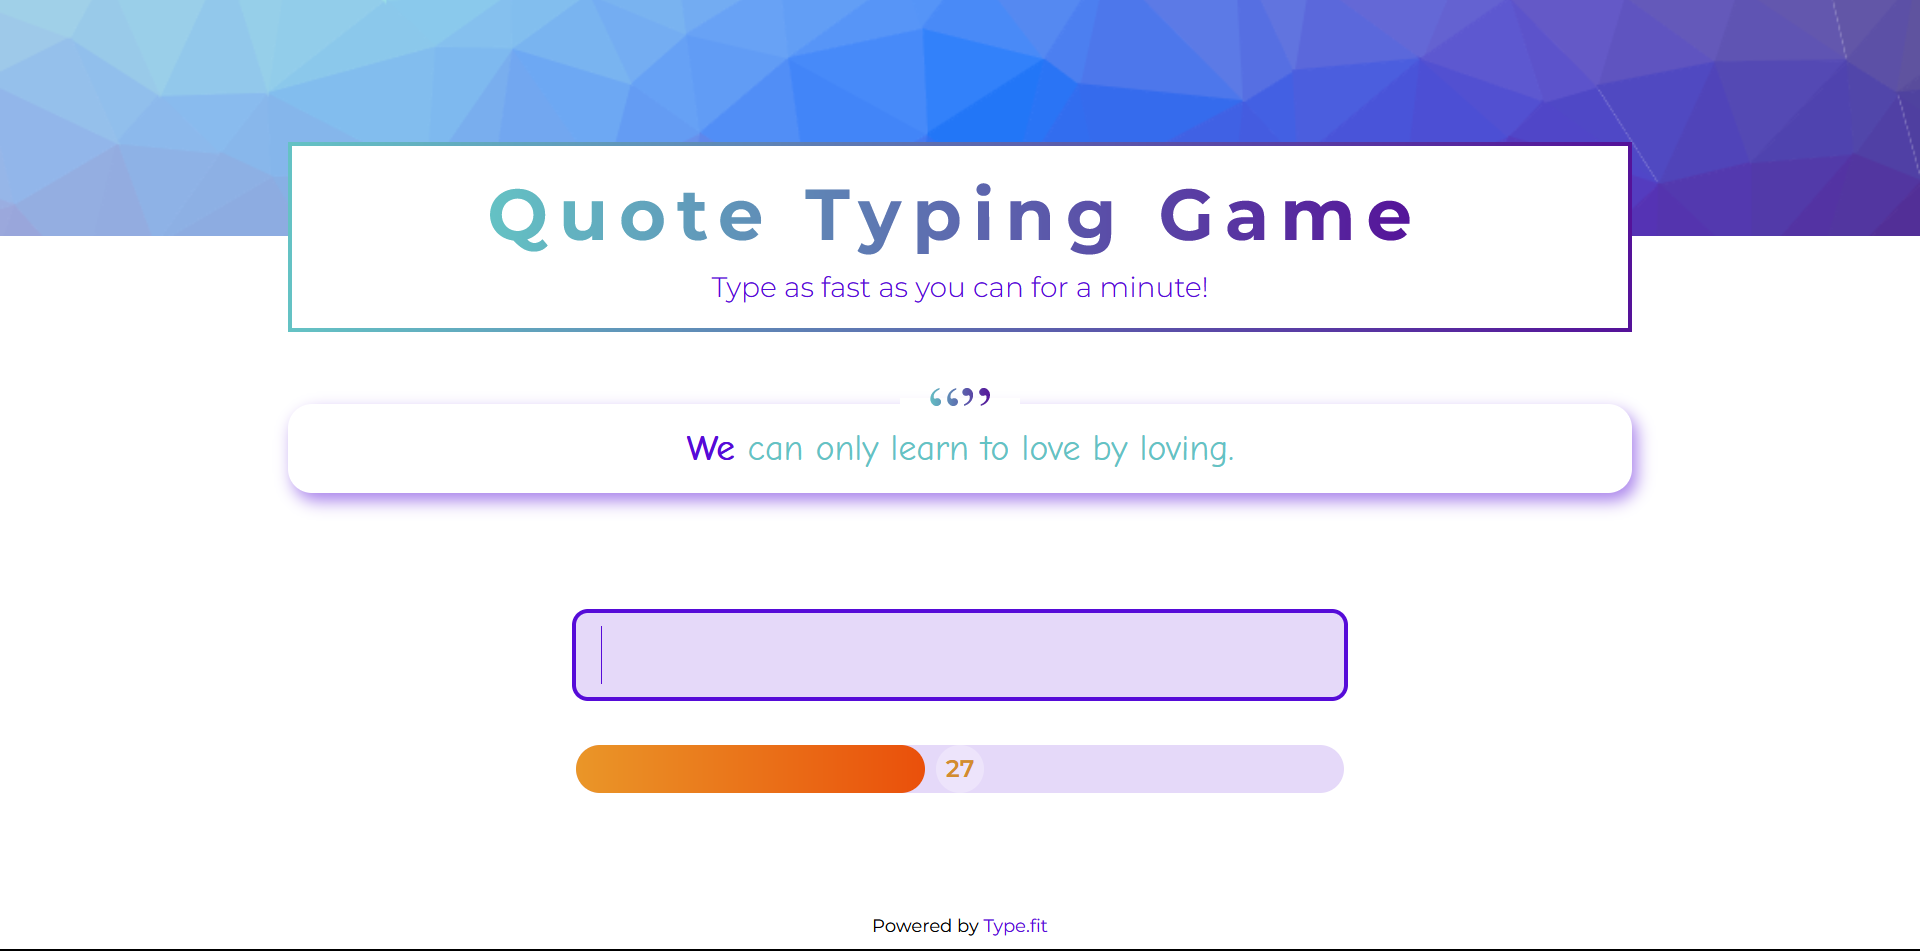 Quote Typing Game
Type as fast as you can for a minute!
“”
We can only learn to love by loving.
27
Powered by Type.fit